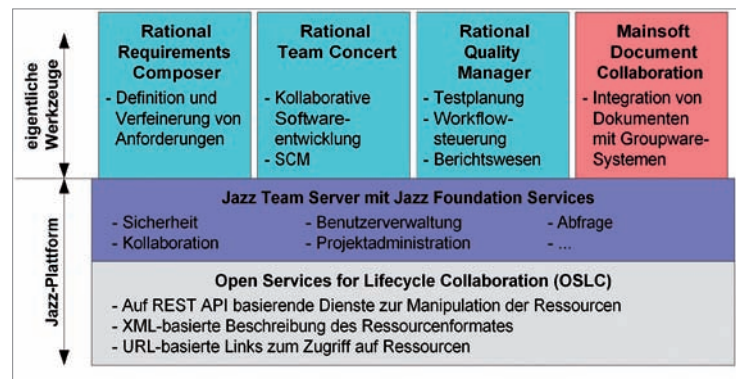 eigentliche
Werkzeuge
Rational
Requirements
Composer
- Definition und
Verfeinerung von
Anforderungen
Rational
Team Concert
- Kollaborative
Software-
entwicklung
- SCM
Rational
Quality
Manager
- Testplanung
- Workflow-
steuerung
- Berichtswesen
Mainsoft
Document
Collaboration
- Integration von
Dokumenten
mit Groupware-
Systemen
Jazz-Plattform
Jazz Team Server mit Jazz Foundation Services
- Sicherheit - Benutzerverwaltung - Abfrage
- Kollaboration - Projektadministration - ...
Open Services for Lifecycle Collaboration (OSLC)
- Auf REST API basierende Dienste zur Manipulation der Ressourcen
- XML-basierte Beschreibung des Ressourcenformates
- URL-basierte Links zum Zugriff auf Ressourcen